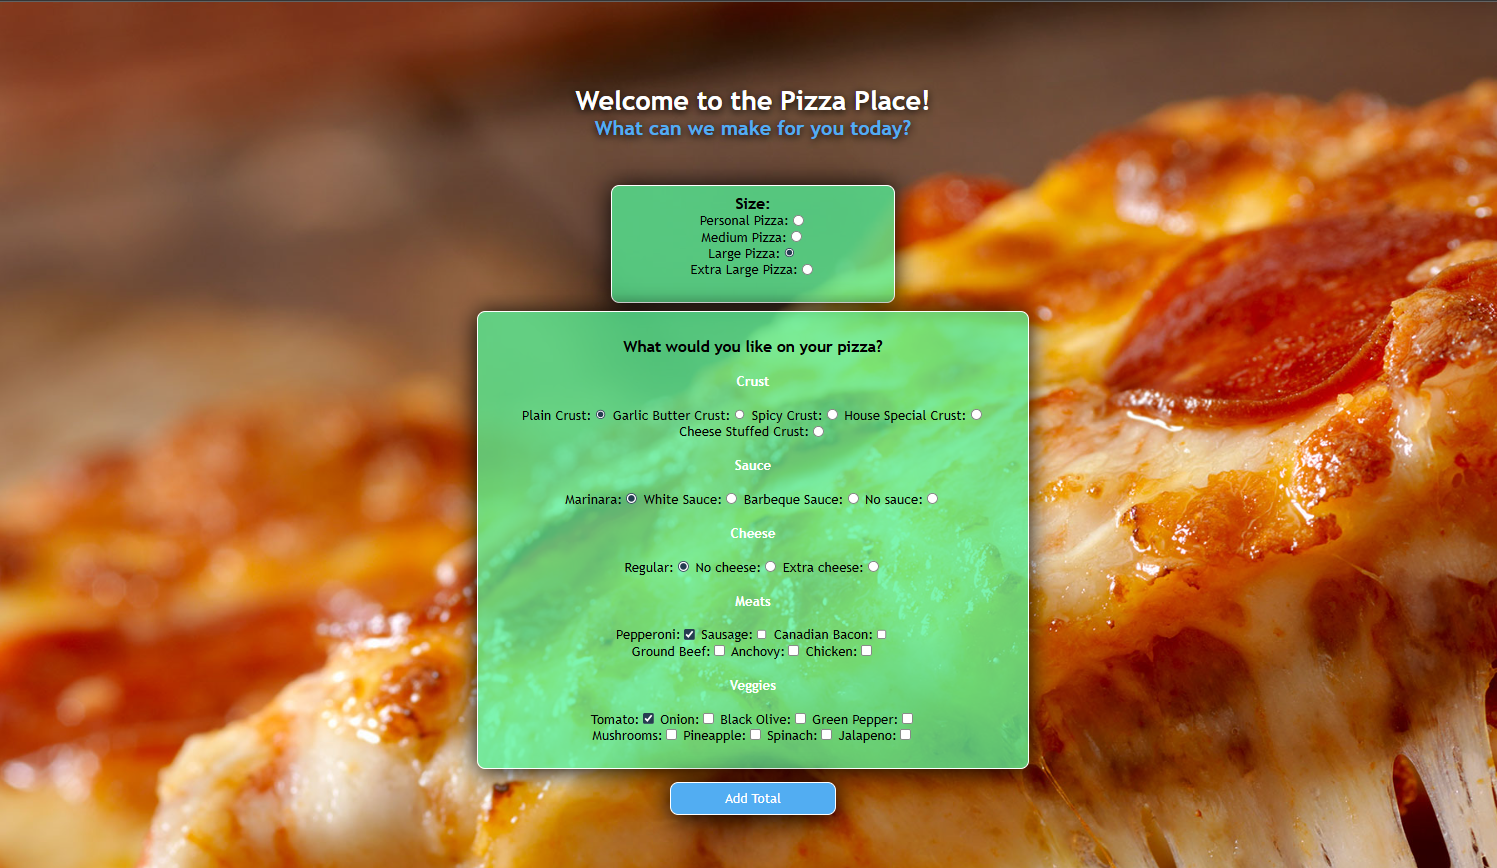 Welcome to the Pizza Place!
What can we make for you today?
Size:
Personal Pizza:
Medium Pizza:
Large Pizza:
Extra Large Pizza:
What would you like on your pizza?
Crust
Plain Crust: Garlic Butter Crust: Spicy Crust: House Special Crust:
Cheese Stuffed Crust:
Sauce
Marinara: White Sauce: Barbeque Sauce: No sauce:
Cheese
Regular: No cheese: Extra cheese:
Meats
Pepperoni: Sausage: Canadian Bacon:
Ground Beef: Anchovy: Chicken:
Veggies
Tomato: Onion: Black Olive: Green Pepper:
Mushrooms: Pineapple: Spinach: Jalapeno:
Add Total